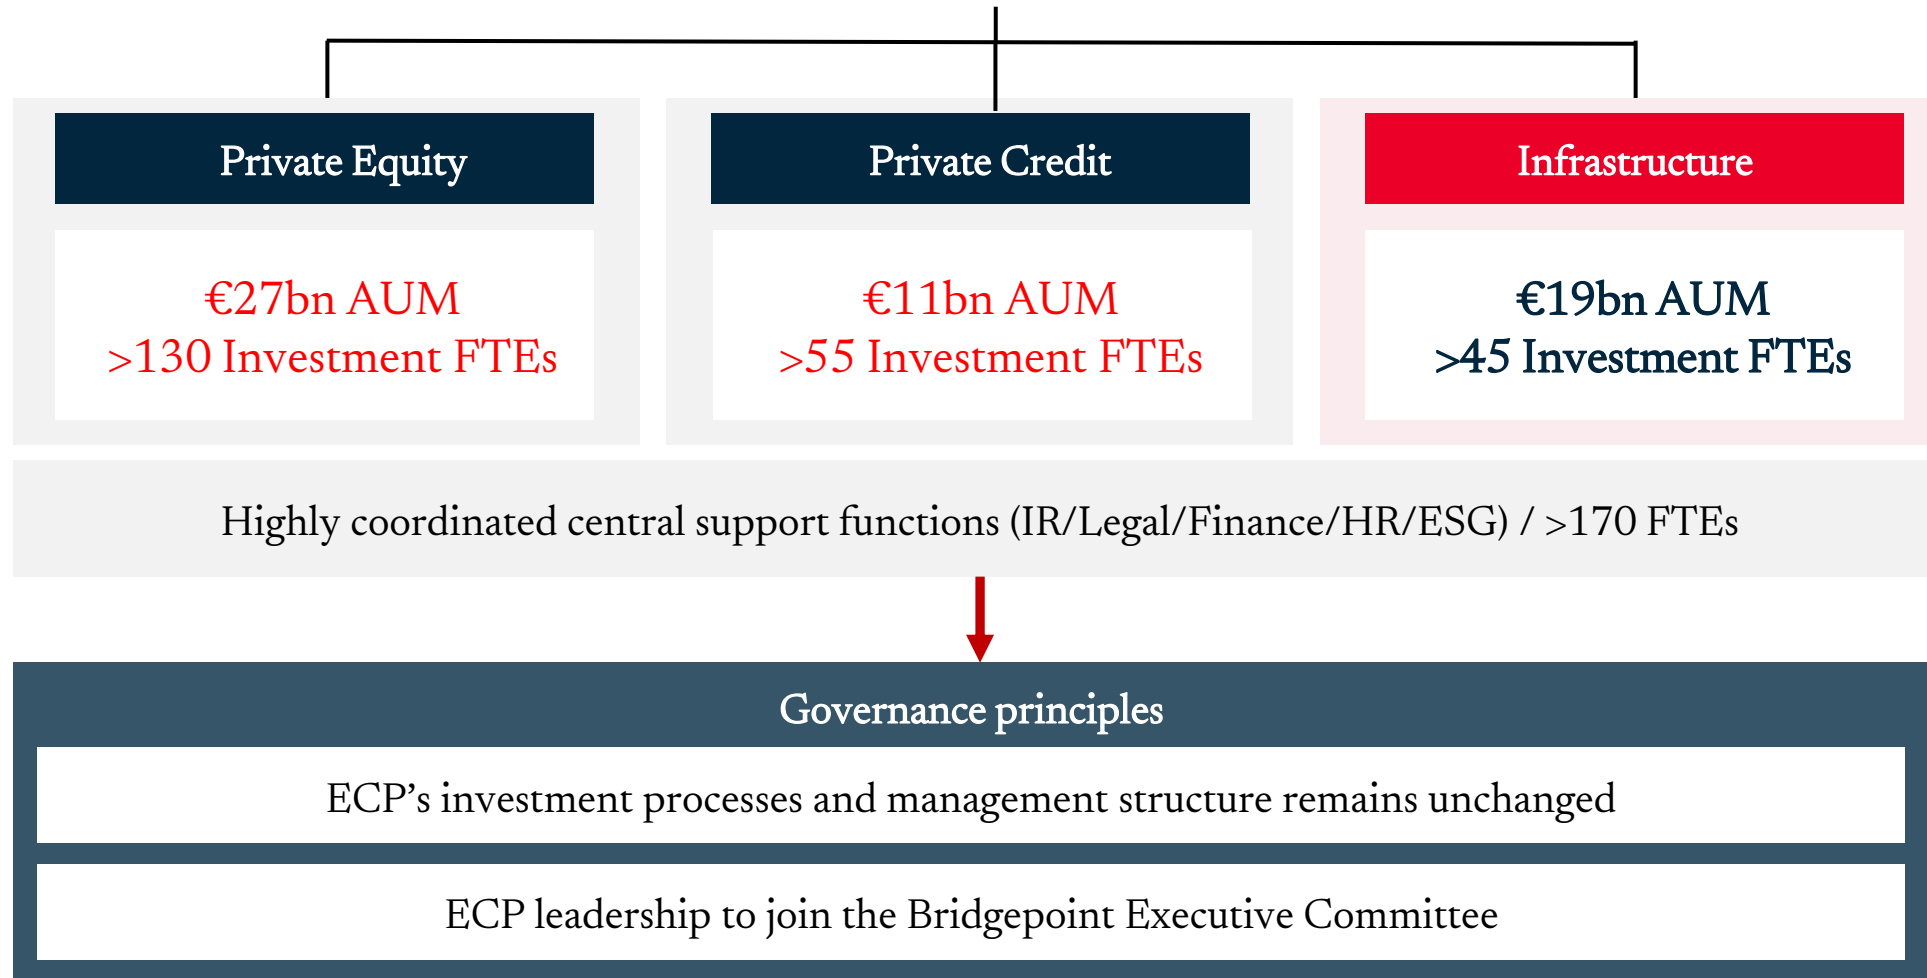 Private Equity
€27bn AUM
>130 Investment FTEs
Private Credit
€11bn AUM
>55 Investment FTEs
Infrastructure
€19bn AUM
>45 Investment FTEs
Highly coordinated central support functions (IR/Legal/Finance/HR/ESG) / >170 FTEs
Governance principles
ECP’s investment processes and management structure remains unchanged
ECP leadership to join the Bridgepoint Executive Committee